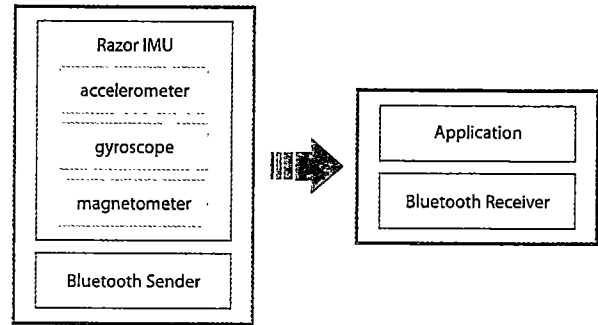 Razor IMU
accelerometer
gyroscope
magnetometer
Bluetooth Sender
Application
Bluetooth Receiver